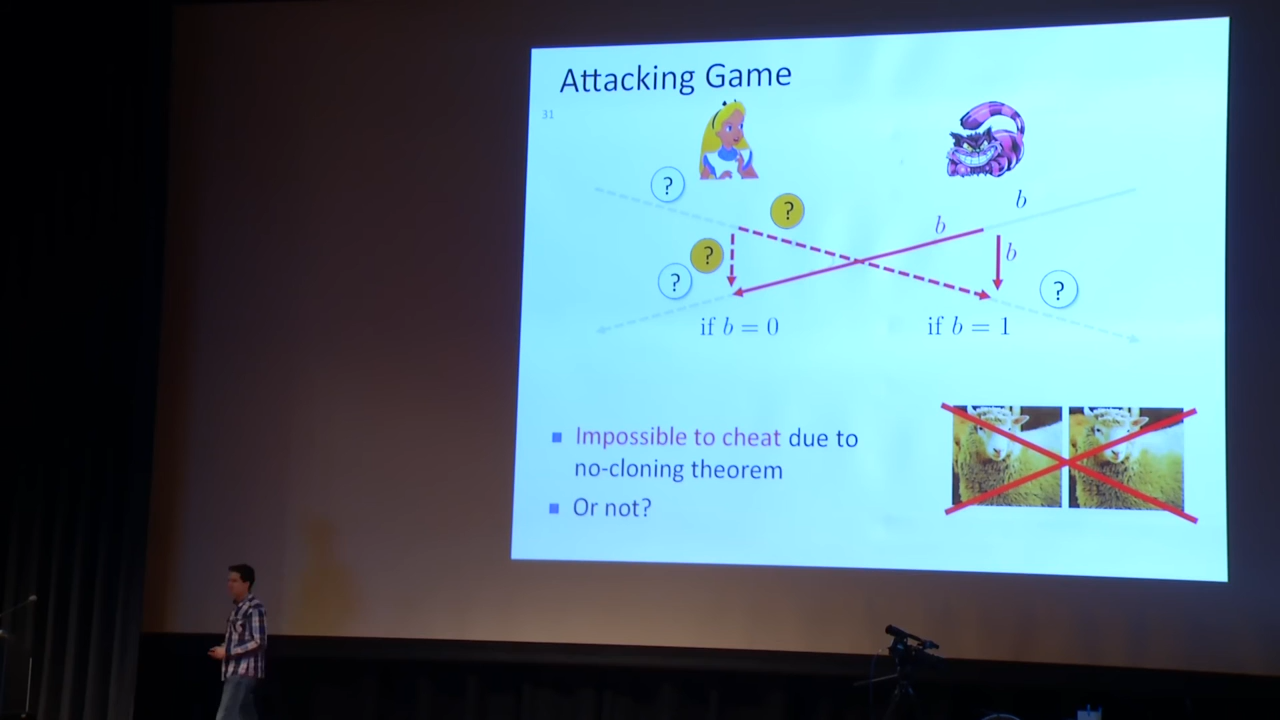 Attacking Game
31
?
?
b
b
?
b
?
?
if b = 0
if b = 1
Impossible to cheat due to
no-cloning theorem
Or not?